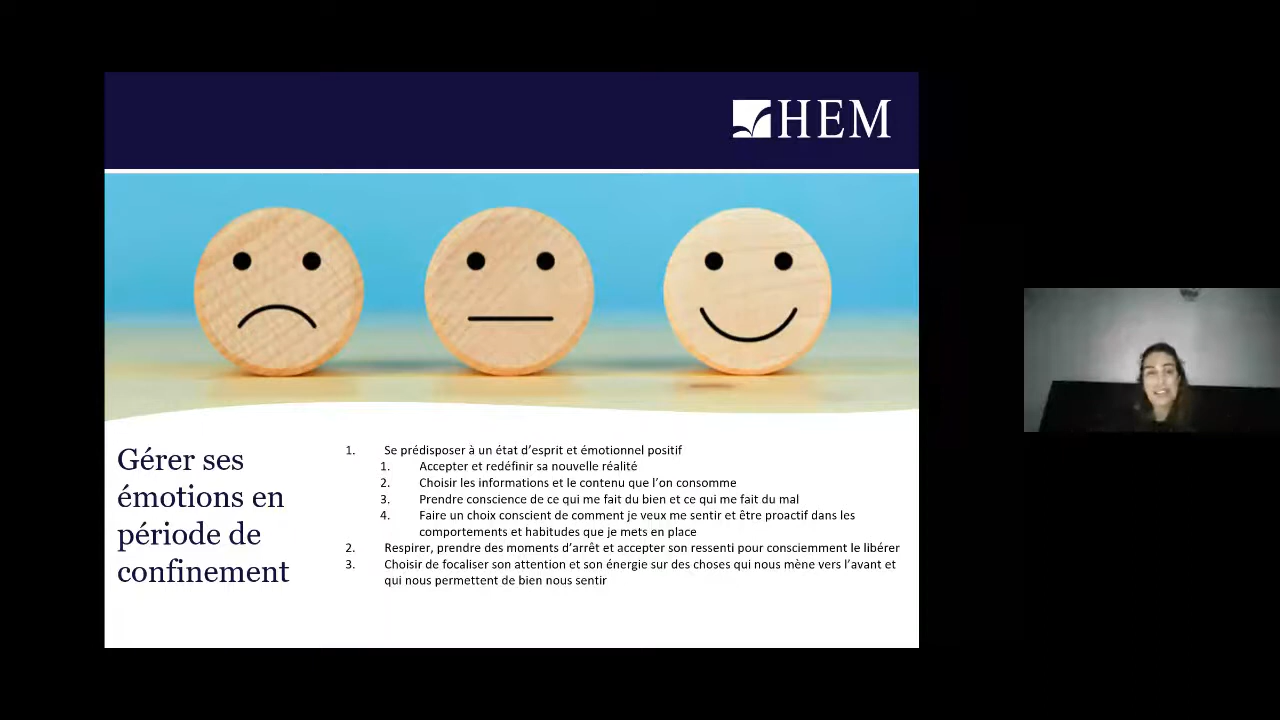 HEM
Gérer ses
émotions en
période de
confinement
1. Se prédisposer à un état d'esprit et émotionnel positif
1. Accepter et redéfinir sa nouvelle réalité
2. Choisir les informations et le contenu que l'on consomme
3. Prendre conscience de ce qui me fait du bien et ce qui me fait du mal
4. Faire un choix conscient de comment je veux me sentir et être proactif dans les
comportements et habitudes que je mets en place
2. Respirer, prendre des moments d'arrêt et accepter son ressenti pour consciemment le libérer
3. Choisir de focaliser son attention et son énergie sur des choses qui nous mène vers l'avant et
qui nous permettent de bien nous sentir